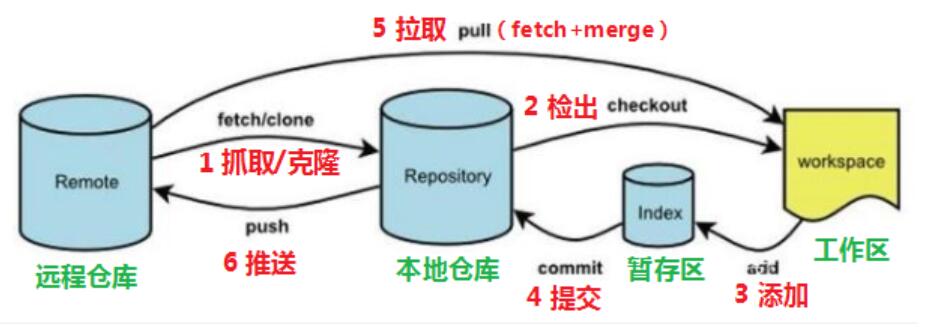 5 拉取 pull（fetch+merge）
fetch/clone
2 检出 checkout
1 抓取/克隆
Remote
Repository
workspace
Index
push
6 推送
远程仓库
本地仓库
commit
4 提交
暂存区
add
3 添加
工作区